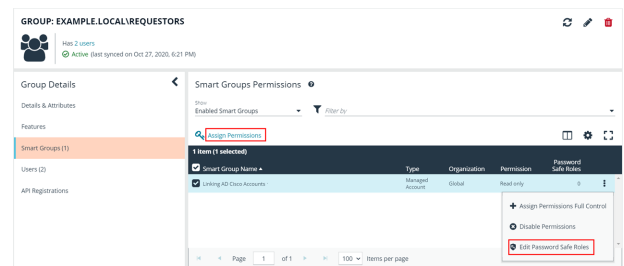 GROUP: EXAMPLE.LOCAL\REQUESTORS
Has 2 users
Active (last synced on Oct 27, 2020, 6:21 PM)
Group Details
Details & Attributes
Features
Smart Groups (1)
Users (2)
API Registrations
Smart Groups Permissions
Show
Enabled Smart Groups
Filter by
Assign Permissions
1 item (1 selected)
Smart Group Name Type Organization Permission Password Safe Roles
Linking AD Cisco Accounts Managed Account Global Read only 0
Assign Permissions Full Control
Disable Permissions
Edit Password Safe Roles
Page 1 of 1 100 Items per page